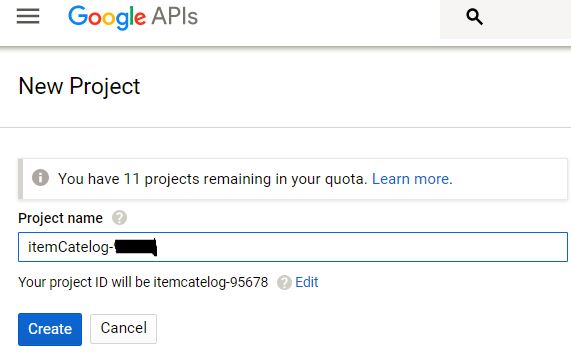 Google APIs
New Project
You have 11 projects remaining in your quota. Learn more.
Project name
itemCatelog-
Your project ID will be itemcatelog-95678 Edit
Create Cancel